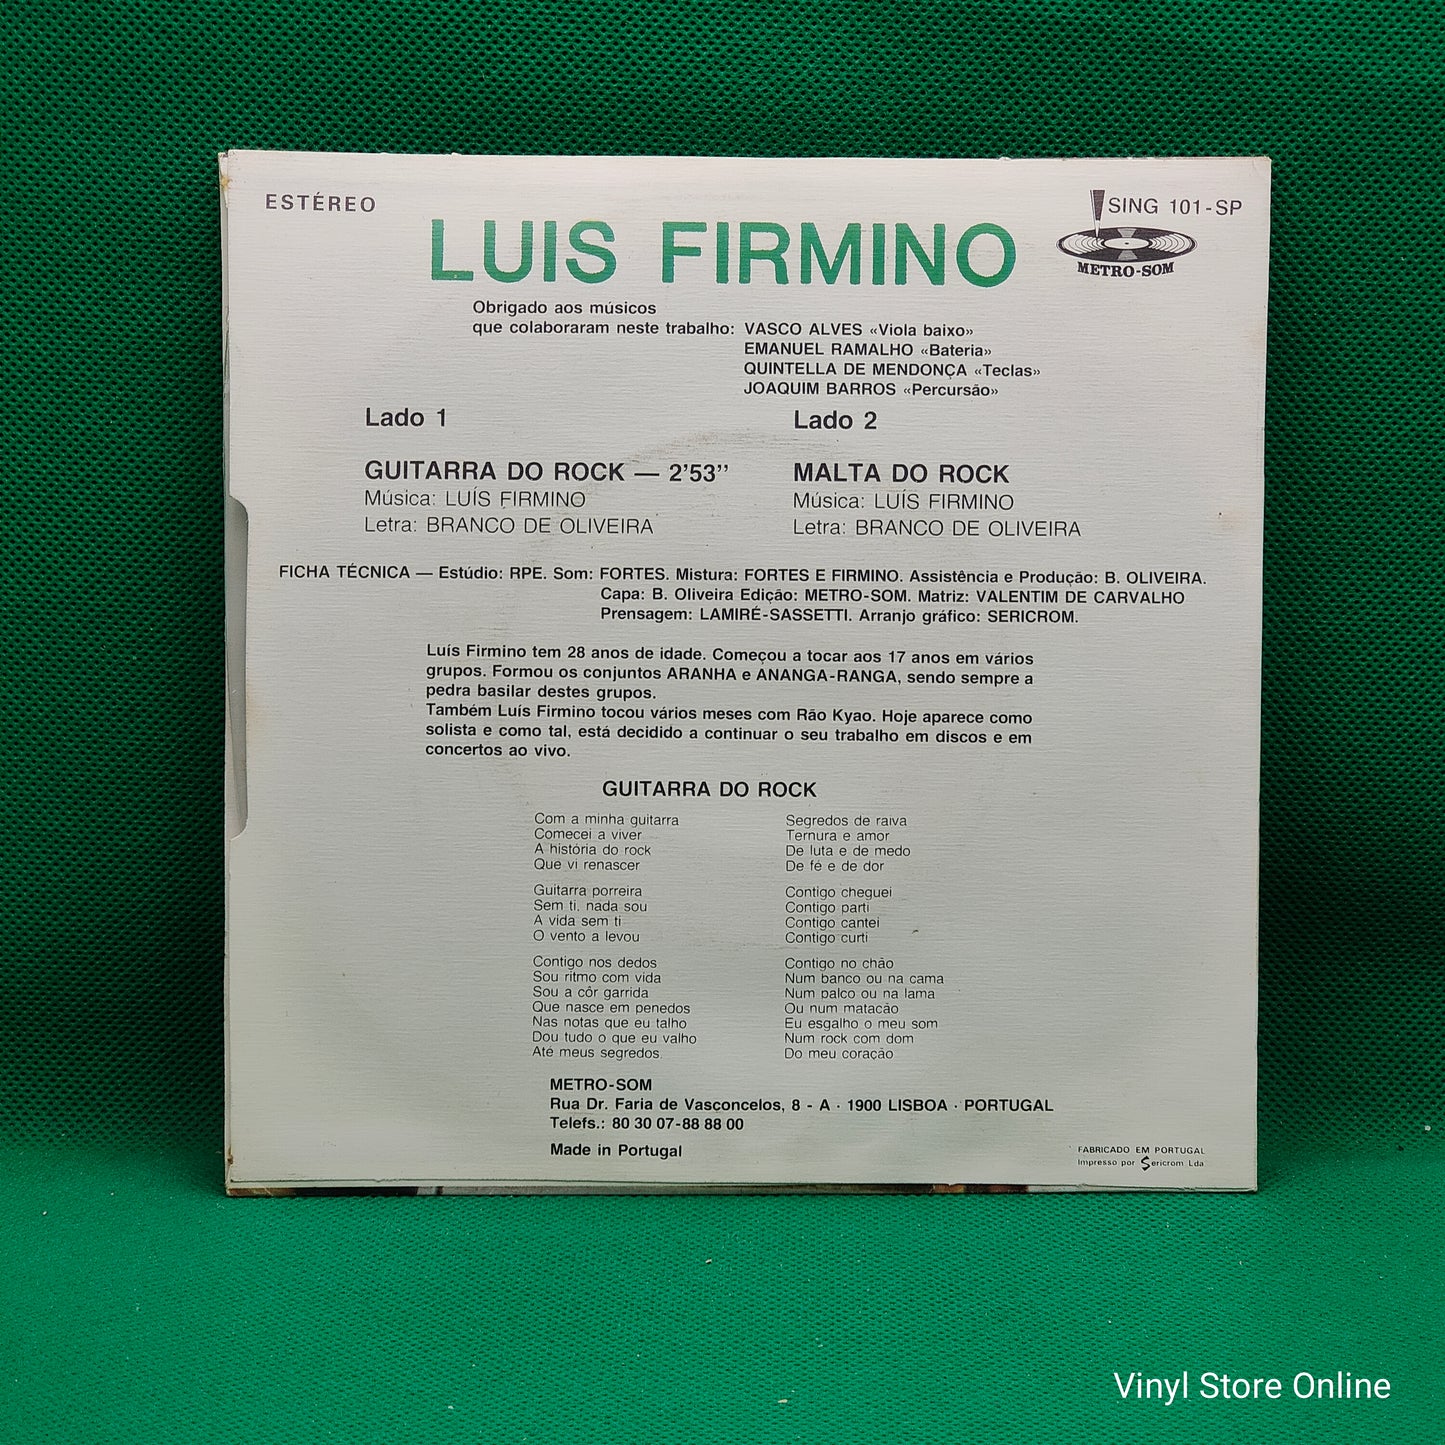 ESTÉREO
SING 101-SP
LUIS FIRMINO
METRO-SOM
Obrigado aos músicos
que colaboraram neste trabalho: VASCO ALVES «Viola baixo»
EMANUEL RAMALHO «Bateria»
QUINTELLA DE MENDONÇA «Teclas»
JOAQUIM BARROS «Percursão»
Lado 1
GUITARRA DO ROCK — 2'53''
Música: LUÍS FIRMINO
Letra: BRANCO DE OLIVEIRA
Lado 2
MALTA DO ROCK
Música: LUÍS FIRMINO
Letra: BRANCO DE OLIVEIRA
FICHA TÉCNICA — Estúdio: RPE. Som: FORTES. Mistura: FORTES E FIRMINO. Assistência e Produção: B. OLIVEIRA.
Capa: B. Oliveira Edição: METRO-SOM. Matriz: VALENTIM DE CARVALHO
Prensagem: LAMIRÉ-SASSETTI. Arranjo gráfico: SERICROM.
Luís Firmino tem 28 anos de idade. Começou a tocar aos 17 anos em vários
grupos. Formou os conjuntos ARANHA e ANANGA-RANGA, sendo sempre a
pedra basilar destes grupos.
Também Luís Firmino tocou vários meses com Rão Kyao. Hoje aparece como
solista e como tal, está decidido a continuar o seu trabalho em discos e em
concertos ao vivo.
GUITARRA DO ROCK
Com a minha guitarra
Comecei a viver
A história do rock
Que vi renascer
Guitarra porreira
Sem ti, nada sou
A vida sem ti
O vento a levou
Contigo nos dedos
Sou ritmo com vida
Sou a côr garrida
Que nasce em penedos
Nas notas que eu talho
Dou tudo o que eu valho
Até meus segredos
Segredos de raiva
Ternura e amor
De luta e de medo
De fé e de dor
Contigo cheguei
Contigo parti
Contigo cantei
Contigo curti
Contigo no chão
Num banco ou na cama
Num palco ou na lama
Ou num matacão
Eu esgalho o meu som
Num rock com dom
Do meu coração
METRO-SOM
Rua Dr. Faria de Vasconcelos, 8 - A · 1900 LISBOA · PORTUGAL
Telefs.: 80 30 07-88 88 00
Made in Portugal
FABRICADO EM PORTUGAL
Impresso por Sericrom Lda
Vinyl Store Online